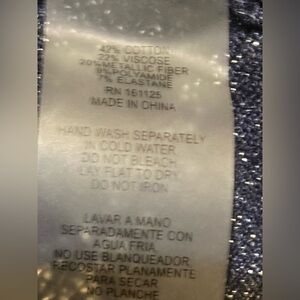 42% COTTON
22% VISCOSE
20% METALLIC FIBER
9% POLYAMIDE
7% ELASTANE
RN 161125
MADE IN CHINA
HAND WASH SEPARATELY
IN COLD WATER
DO NOT BLEACH
LAY FLAT TO DRY
DO NOT IRON
LAVAR A MANO
SEPARADAMENTE CON
AGUA FRIA
NO USE BLANQUEADOR
RECOSTAR PLANAMENTE
PARA SECAR
NO PLANCHE